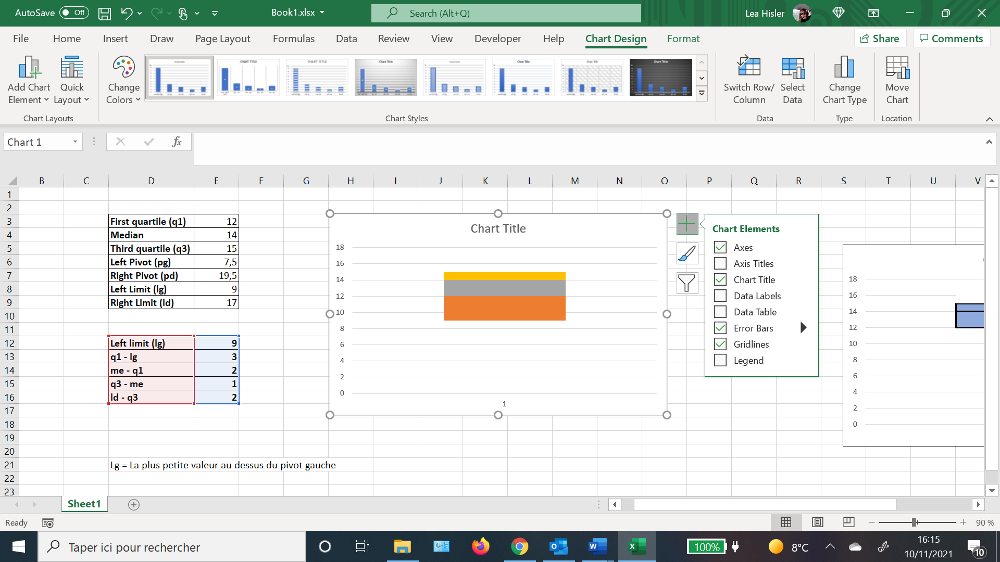 AutoSave Off Book1.xlsx Search (Alt+Q) Lea Hisler
File Home Insert Draw Page Layout Formulas Data Review View Developer Help Chart Design Format Share Comments
Add Chart Element Quick Layout Change Colors Switch Row/ Column Select Data Change Chart Type Move Chart
Chart Layouts Chart Styles Data Type Location
Chart 1 fx
B C D E F G H I J K L M N O P Q R S T U V
1
2
3 First quartile (q1) 12
4 Median 14
5 Third quartile (q3) 15
6 Left Pivot (pg) 7,5
7 Right Pivot (pd) 19,5
8 Left Limit (lg) 9
9 Right Limit (ld) 17
10
11
12 Left limit (lg) 9
13 q1 - lg 3
14 me - q1 2
15 q3 - me 1
16 ld - q3 2
17
18
19
20
21 Lg = La plus petite valeur au dessus du pivot gauche
22
23
Chart Title
18
16
14
12
10
8
6
4
2
0
1
Chart Elements
Axes
Axis Titles
Chart Title
Data Labels
Data Table
Error Bars
Gridlines
Legend
18
16
14
12
10
8
6
4
2
0
Sheet1
Ready 90 %
Taper ici pour rechercher 100% 8°C 16:15
10/11/2021 10